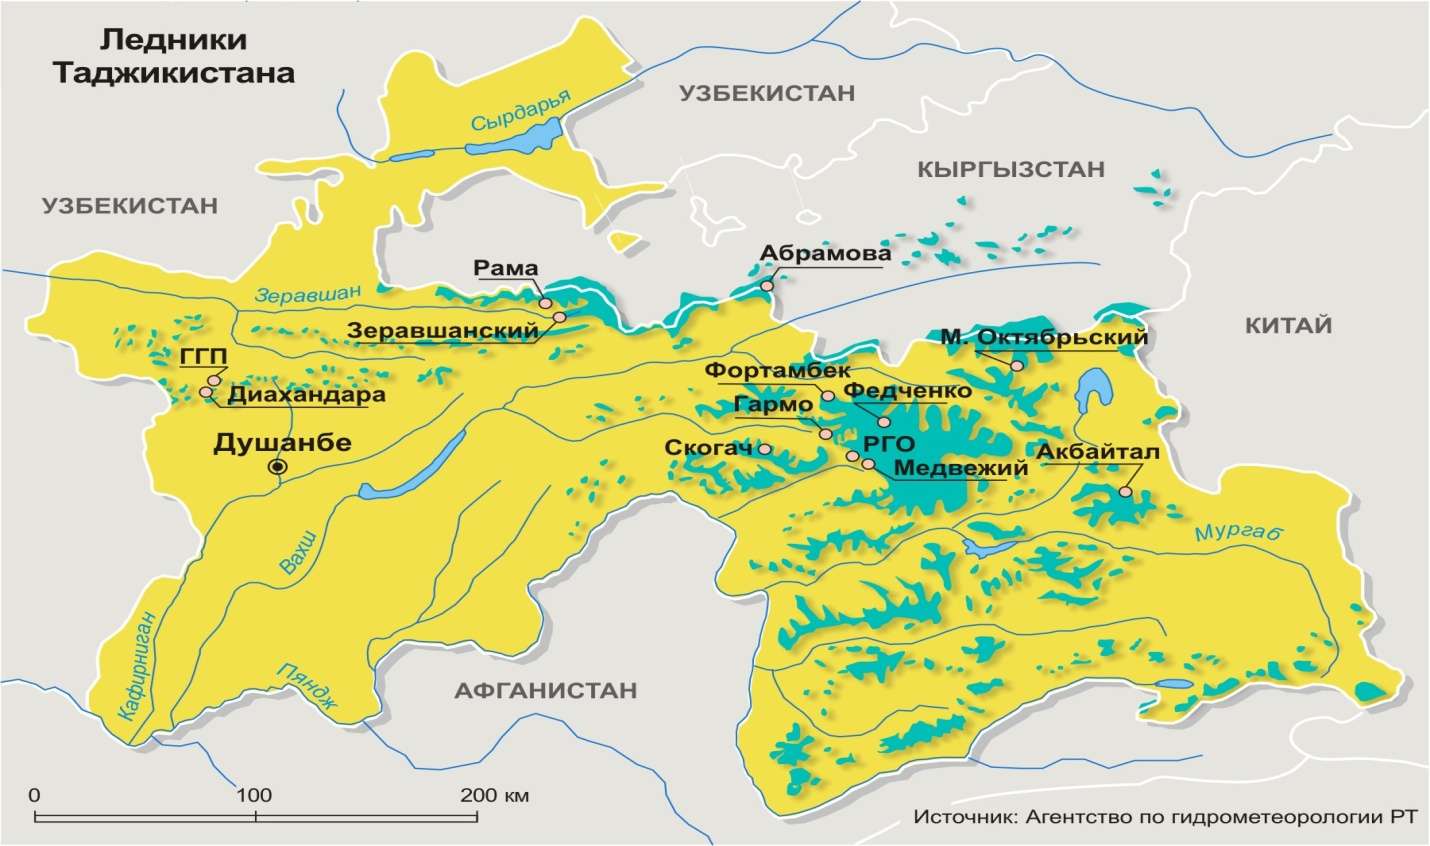 Ледники
Таджикистана
УЗБЕКИСТАН
Сырдарья
КЫРГЫЗСТАН
УЗБЕКИСТАН
Абрамова
Рама
Зеравшан
Зеравшанский
КИТАЙ
М. Октябрьский
ГГП
Диахандара
Фортамбек
Федченко
Гармо
Душанбе
Скогач
РГО
Медвежий
Акбайтал
Мургаб
Вахш
Кафирниган
Пяндж
АФГАНИСТАН
0 100 200 км
Источник: Агентство по гидрометеорологии РТ